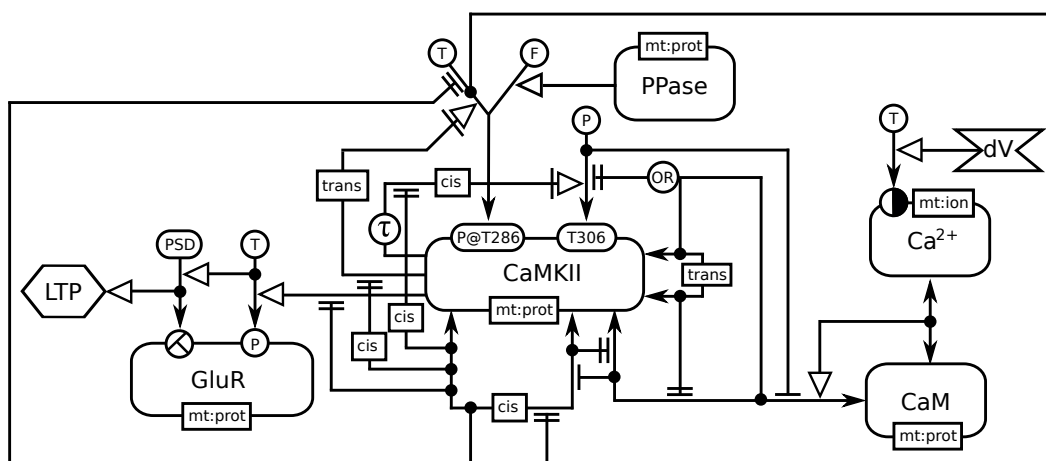 T
F
mt:prot
PPase
P
T
dV
trans
cis
OR
mt:ion
Ca2+
τ
P@T286
T306
CaMKII
trans
PSD
T
LTP
mt:prot
cis
cis
P
GluR
mt:prot
cis
CaM
mt:prot